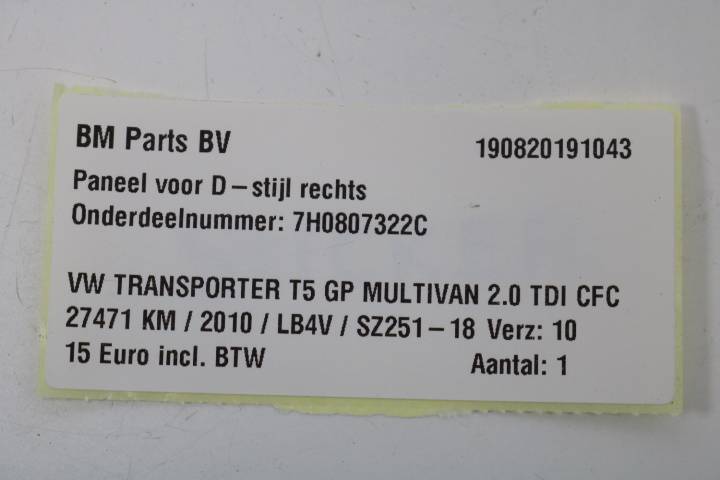 BM Parts BV 190820191043
Paneel voor D-stijl rechts
Onderdeelnummer: 7H0807322C
VW TRANSPORTER T5 GP MULTIVAN 2.0 TDI CFC
27471 KM / 2010 / LB4V / SZ251-18 Verz: 10
15 Euro incl. BTW Aantal: 1